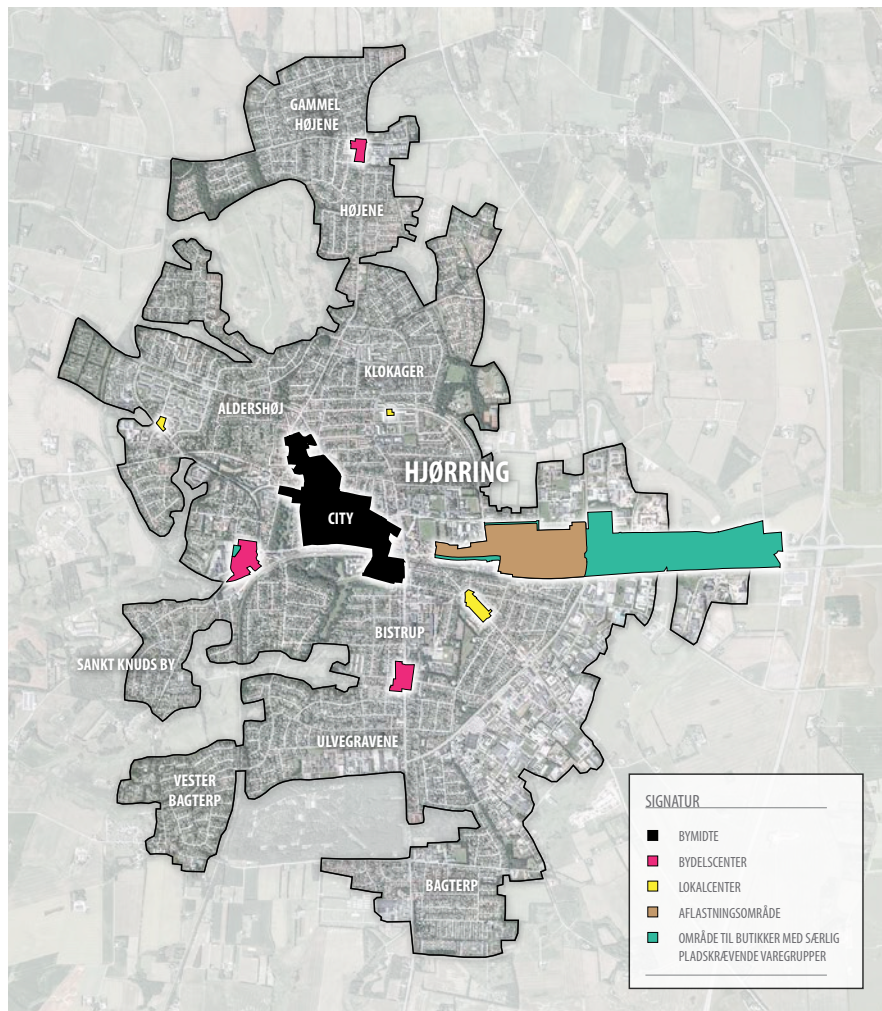 GAMMEL
HØJENE
HØJENE
KLOKAGER
ALDERSHØJ
HJØRRING
CITY
BISTRUP
SANKT KNUDS BY
ULVEGRAVENE
VESTER
BAGTERP
BAGTERP
SIGNATUR
BYMIDTE
BYDELSCENTER
LOKALCENTER
AFLASTNINGSOMRÅDE
OMRÅDE TIL BUTIKKER MED SÆRLIG
PLADSKRÆVENDE VAREGRUPPER